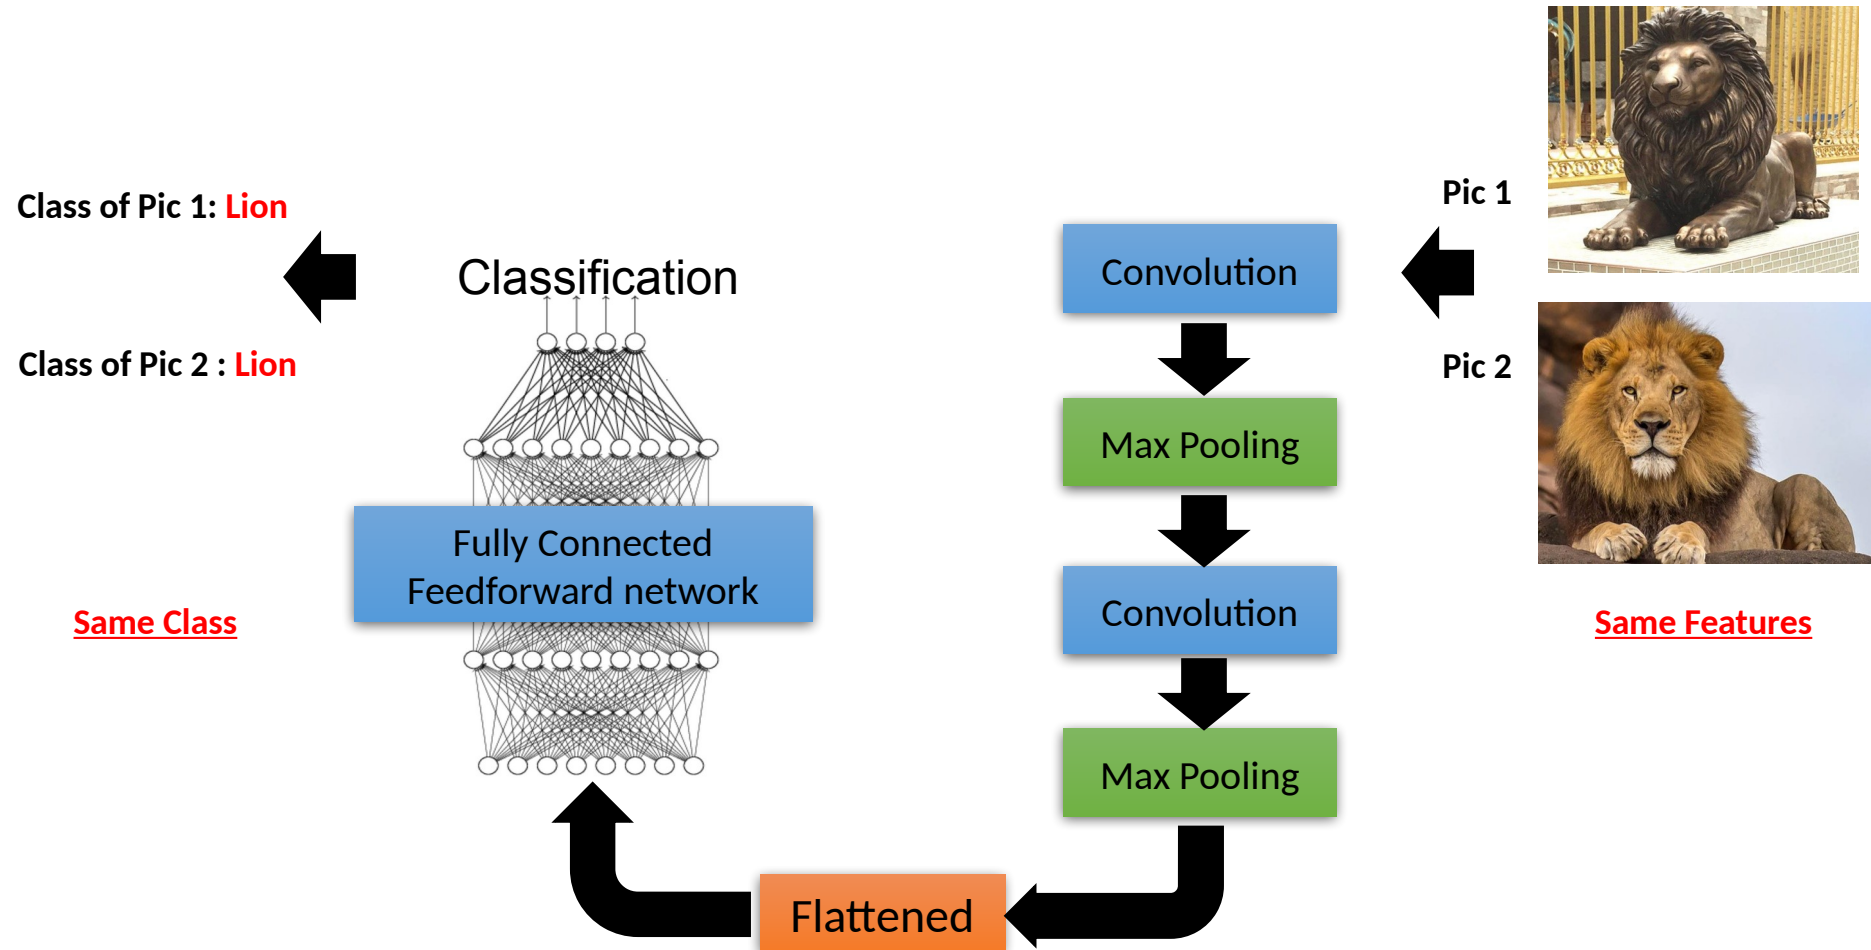 Pic 1
Class of Pic 1: Lion
Convolution
Classification
Pic 2
Class of Pic 2 : Lion
Max Pooling
Fully Connected
Feedforward network
Convolution
Same Class
Same Features
Max Pooling
Flattened